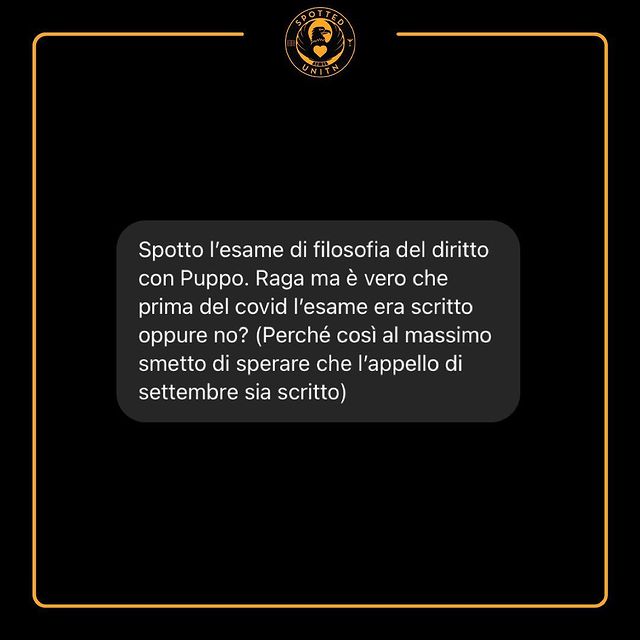 SPOTTED
UNITN
Spotto l’esame di filosofia del diritto
con Puppo. Raga ma è vero che
prima del covid l’esame era scritto
oppure no? (Perché così al massimo
smetto di sperare che l’appello di
settembre sia scritto)